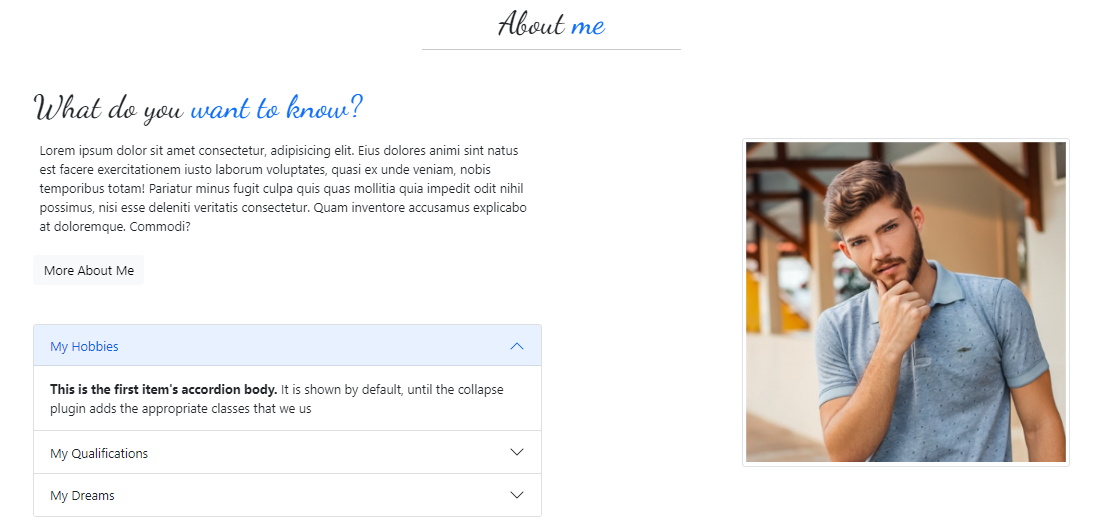 About me
What do you want to know?
Lorem ipsum dolor sit amet consectetur, adipisicing elit. Eius dolores animi sint natus
est facere exercitationem iusto laborum voluptates, quasi ex unde veniam, nobis
temporibus totam! Pariatur minus fugit culpa quis quas mollitia quia impedit odit nihil
possimus, nisi esse deleniti veritatis consectetur. Quam inventore accusamus explicabo
at doloremque. Commodi?
More About Me
My Hobbies
This is the first item's accordion body. It is shown by default, until the collapse
plugin adds the appropriate classes that we us
My Qualifications
My Dreams